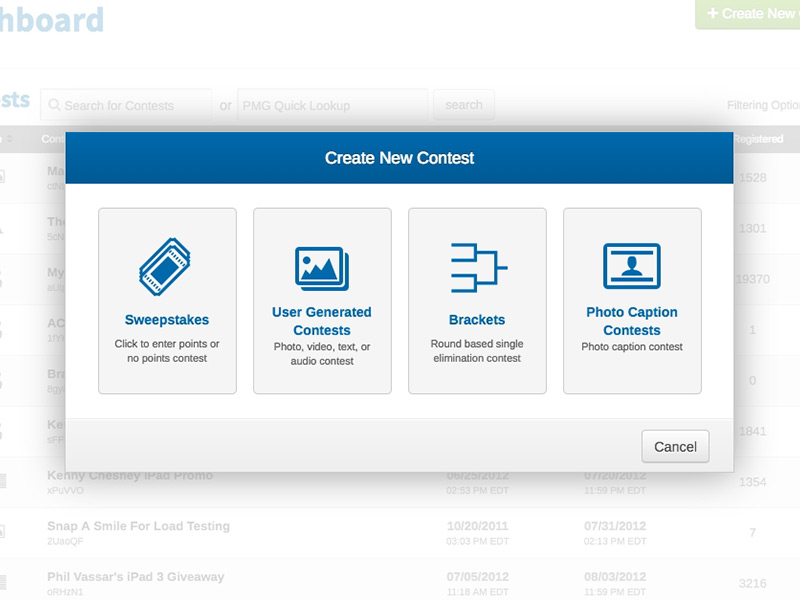 hboard
+ Create New
sts
Search for Contests
or
PMG Quick Lookup
search
Filtering Optio
Registered
Create New Contest
Sweepstakes
Click to enter points or
no points contest
User Generated
Contests
Photo, video, text, or
audio contest
Brackets
Round based single
elimination contest
Photo Caption
Contests
Photo caption contest
Cancel
1528
1301
19370
1
0
1841
Kenny Chesney iPad Promo 06/25/2012 07/20/2012
xPuVVO 02:53 PM EDT 11:59 PM EDT 1354
Snap A Smile For Load Testing 10/20/2011 07/31/2012
2UaoQF 03:03 PM EDT 02:13 PM EDT 7
Phil Vassar's iPad 3 Giveaway 07/05/2012 08/03/2012
oRHzN1 11:18 AM EDT 11:59 PM EDT 3216